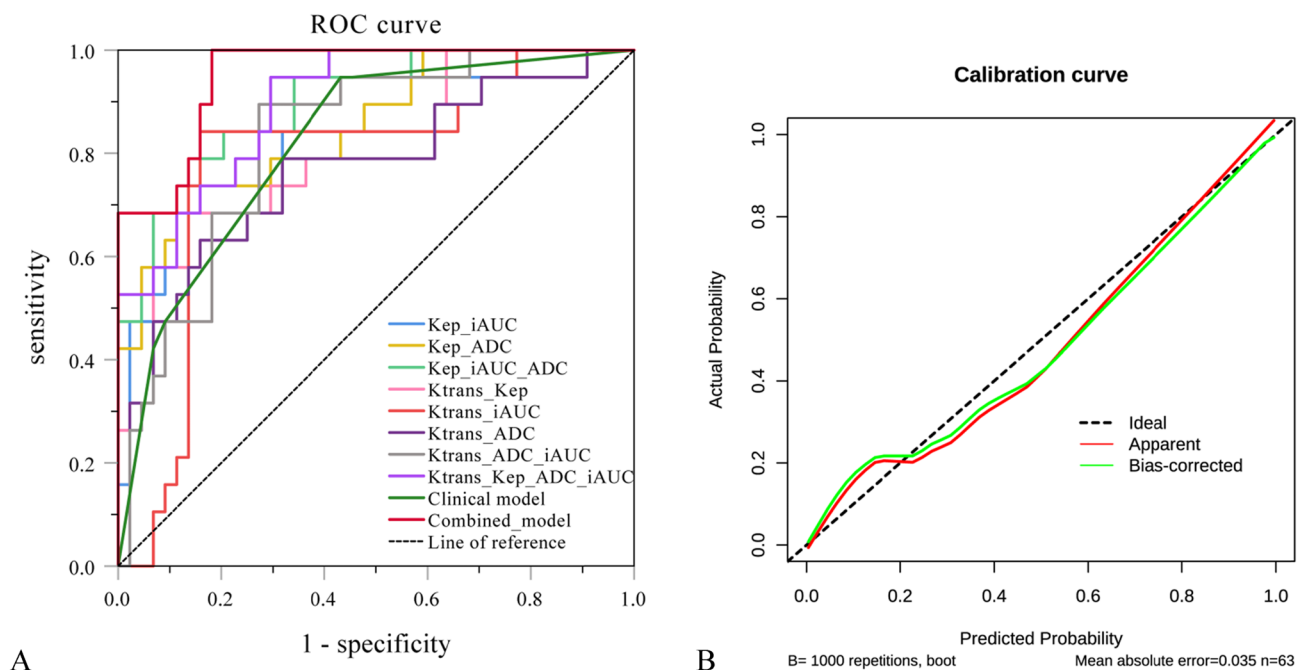 ROC curve
1.0
0.8
0.6
0.4
0.2
0.0
sensitivity
Kep_iAUC
Kep_ADC
Kep_iAUC_ADC
Ktrans_Kep
Ktrans_iAUC
Ktrans_ADC
Ktrans_ADC_iAUC
Ktrans_Kep_ADC_iAUC
Clinical model
Combined_model
Line of reference
0.0 0.2 0.4 0.6 0.8 1.0
1 - specificity
A
Calibration curve
1.0
0.8
0.6
0.4
0.2
0.0
Actual Probability
Ideal
Apparent
Bias-corrected
0.0 0.2 0.4 0.6 0.8 1.0
Predicted Probability
B= 1000 repetitions, boot
Mean absolute error=0.035 n=63
B